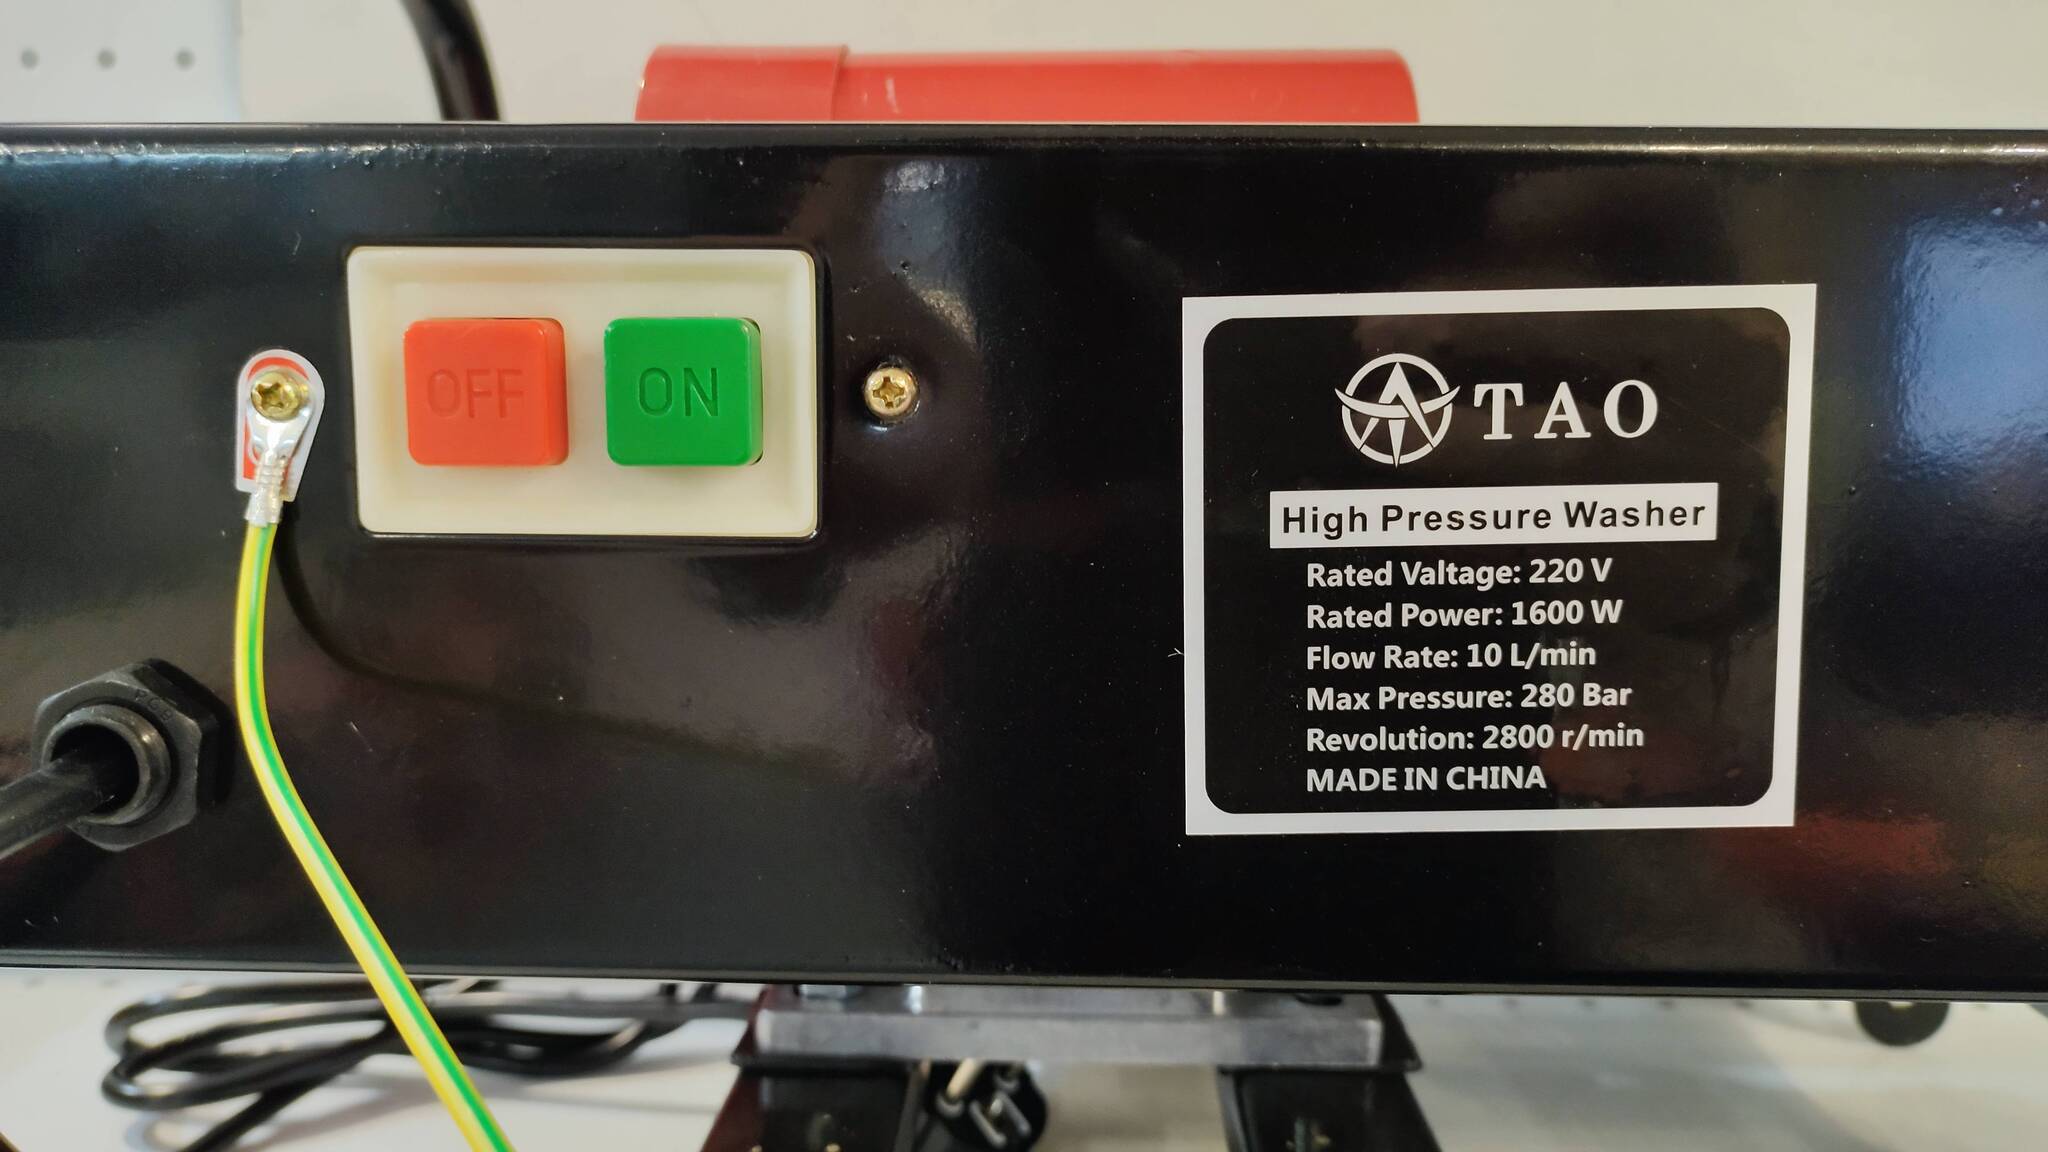 OFF
ON
TAO
High Pressure Washer
Rated Valtage: 220 V
Rated Power: 1600 W
Flow Rate: 10 L/min
Max Pressure: 280 Bar
Revolution: 2800 r/min
MADE IN CHINA